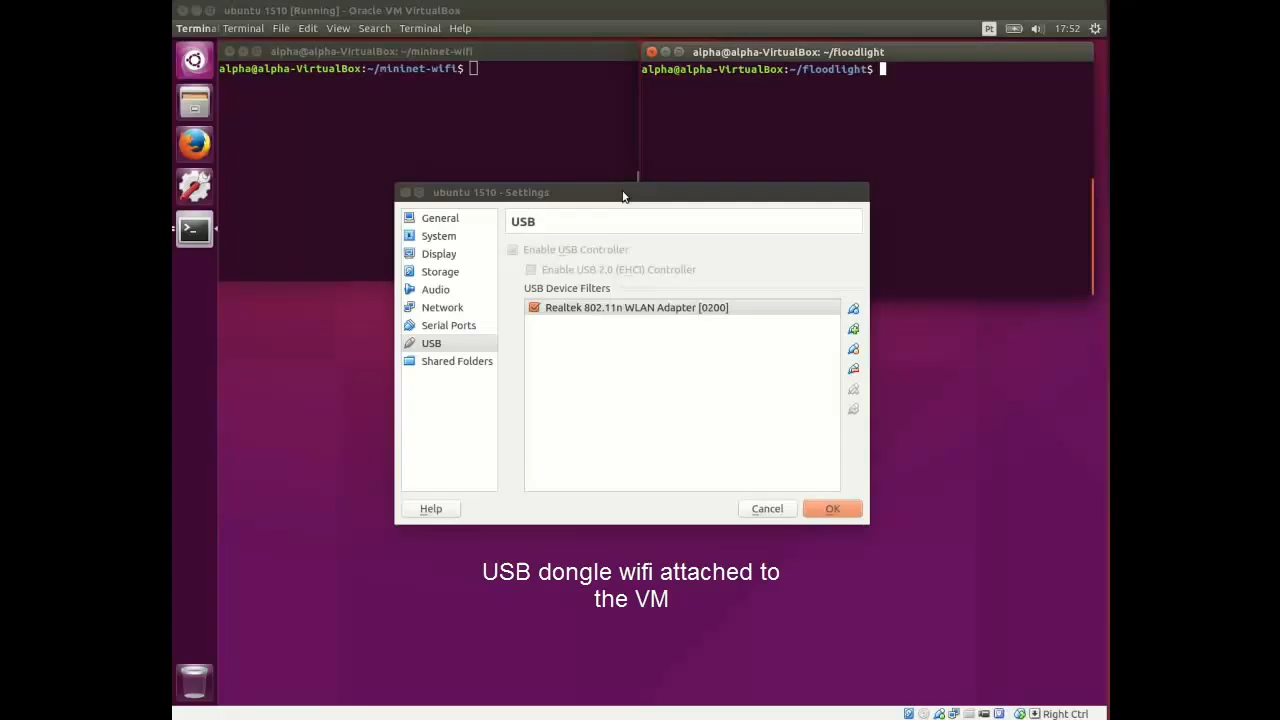 ubuntu 1510 [Running] - Oracle VM VirtualBox
Terminal Terminal File Edit View Search Terminal Help
Pt
17:52
alpha@alpha-VirtualBox: ~/mininet-wifi
alpha@alpha-VirtualBox: ~/floodlight
alpha@alpha-VirtualBox:~/mininet-wifi$
alpha@alpha-VirtualBox:~/floodlight$
ubuntu 1510 - Settings
General
System
Display
Storage
Audio
Network
Serial Ports
USB
Shared Folders
USB
Enable USB Controller
Enable USB 2.0 (EHCI) Controller
USB Device Filters
Realtek 802.11n WLAN Adapter [0200]
Help
Cancel
OK
USB dongle wifi attached to
the VM
Right Ctrl